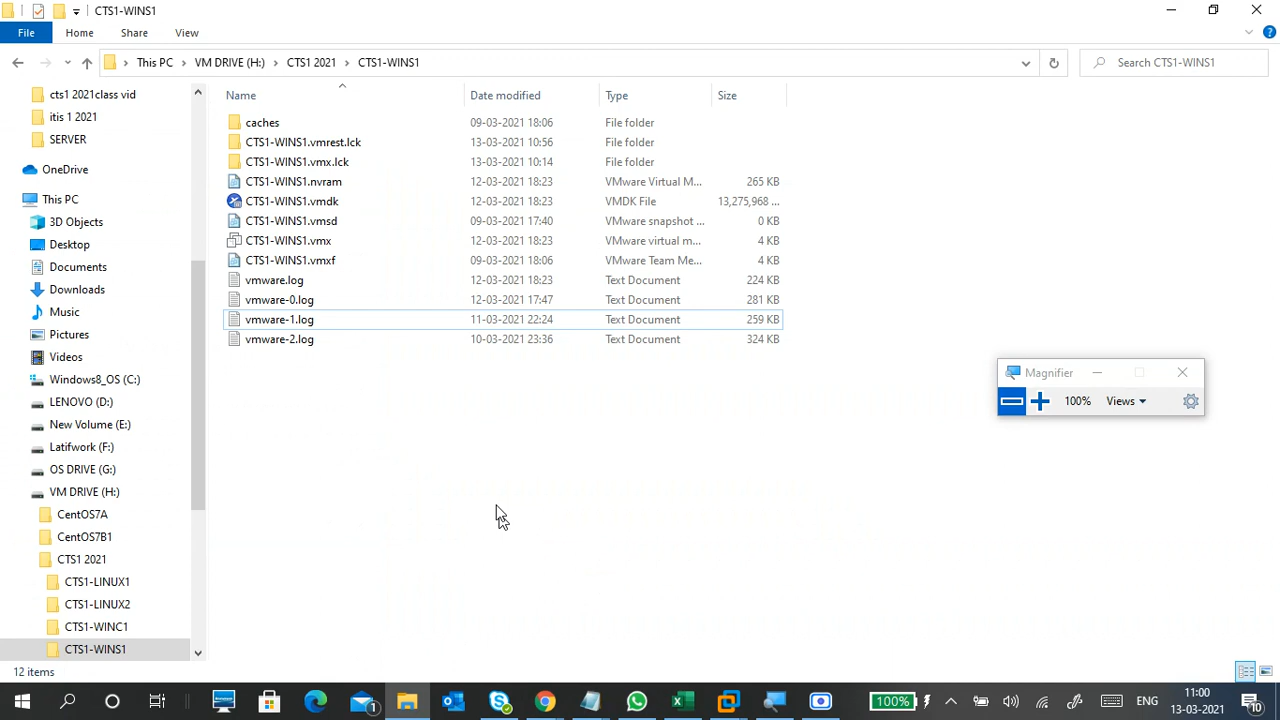 CTS1-WINS1
File Home Share View
This PC VM DRIVE (H:) CTS1 2021 CTS1-WINS1 Search CTS1-WINS1
Name Date modified Type Size
cts1 2021class vid
itis 1 2021
SERVER
OneDrive
This PC
3D Objects
Desktop
Documents
Downloads
Music
Pictures
Videos
Windows8_OS (C:)
LENOVO (D:)
New Volume (E:)
Latifwork (F:)
OS DRIVE (G:)
VM DRIVE (H:)
CentOS7A
CentOS7B1
CTS1 2021
CTS1-LINUX1
CTS1-LINUX2
CTS1-WINC1
CTS1-WINS1
caches 09-03-2021 18:06 File folder
CTS1-WINS1.vmrest.lck 13-03-2021 10:56 File folder
CTS1-WINS1.vmx.lck 13-03-2021 10:14 File folder
CTS1-WINS1.nvram 12-03-2021 18:23 VMware Virtual M... 265 KB
CTS1-WINS1.vmdk 12-03-2021 18:23 VMDK File 13,275,968 ...
CTS1-WINS1.vmsd 09-03-2021 17:40 VMware snapshot ... 0 KB
CTS1-WINS1.vmx 12-03-2021 18:23 VMware virtual m... 4 KB
CTS1-WINS1.vmxf 09-03-2021 18:06 VMware Team Me... 4 KB
vmware.log 12-03-2021 18:23 Text Document 224 KB
vmware-0.log 12-03-2021 17:47 Text Document 281 KB
vmware-1.log 11-03-2021 22:24 Text Document 259 KB
vmware-2.log 10-03-2021 23:36 Text Document 324 KB
Magnifier
100% Views
12 items
1
100%
ENG
11:00
13-03-2021
10